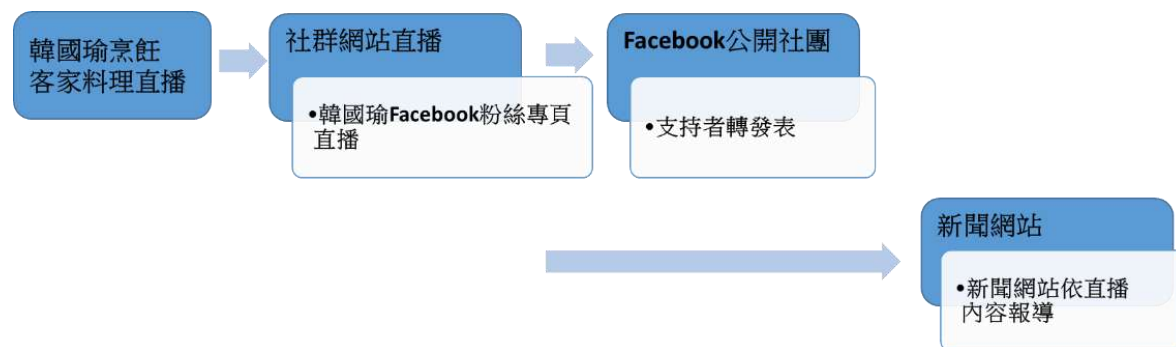 韓國瑜烹飪
客家料理直播
社群網站直播
•韓國瑜Facebook粉絲專頁
直播
Facebook公開社團
•支持者轉發表
新聞網站
•新聞網站依直播
內容報導